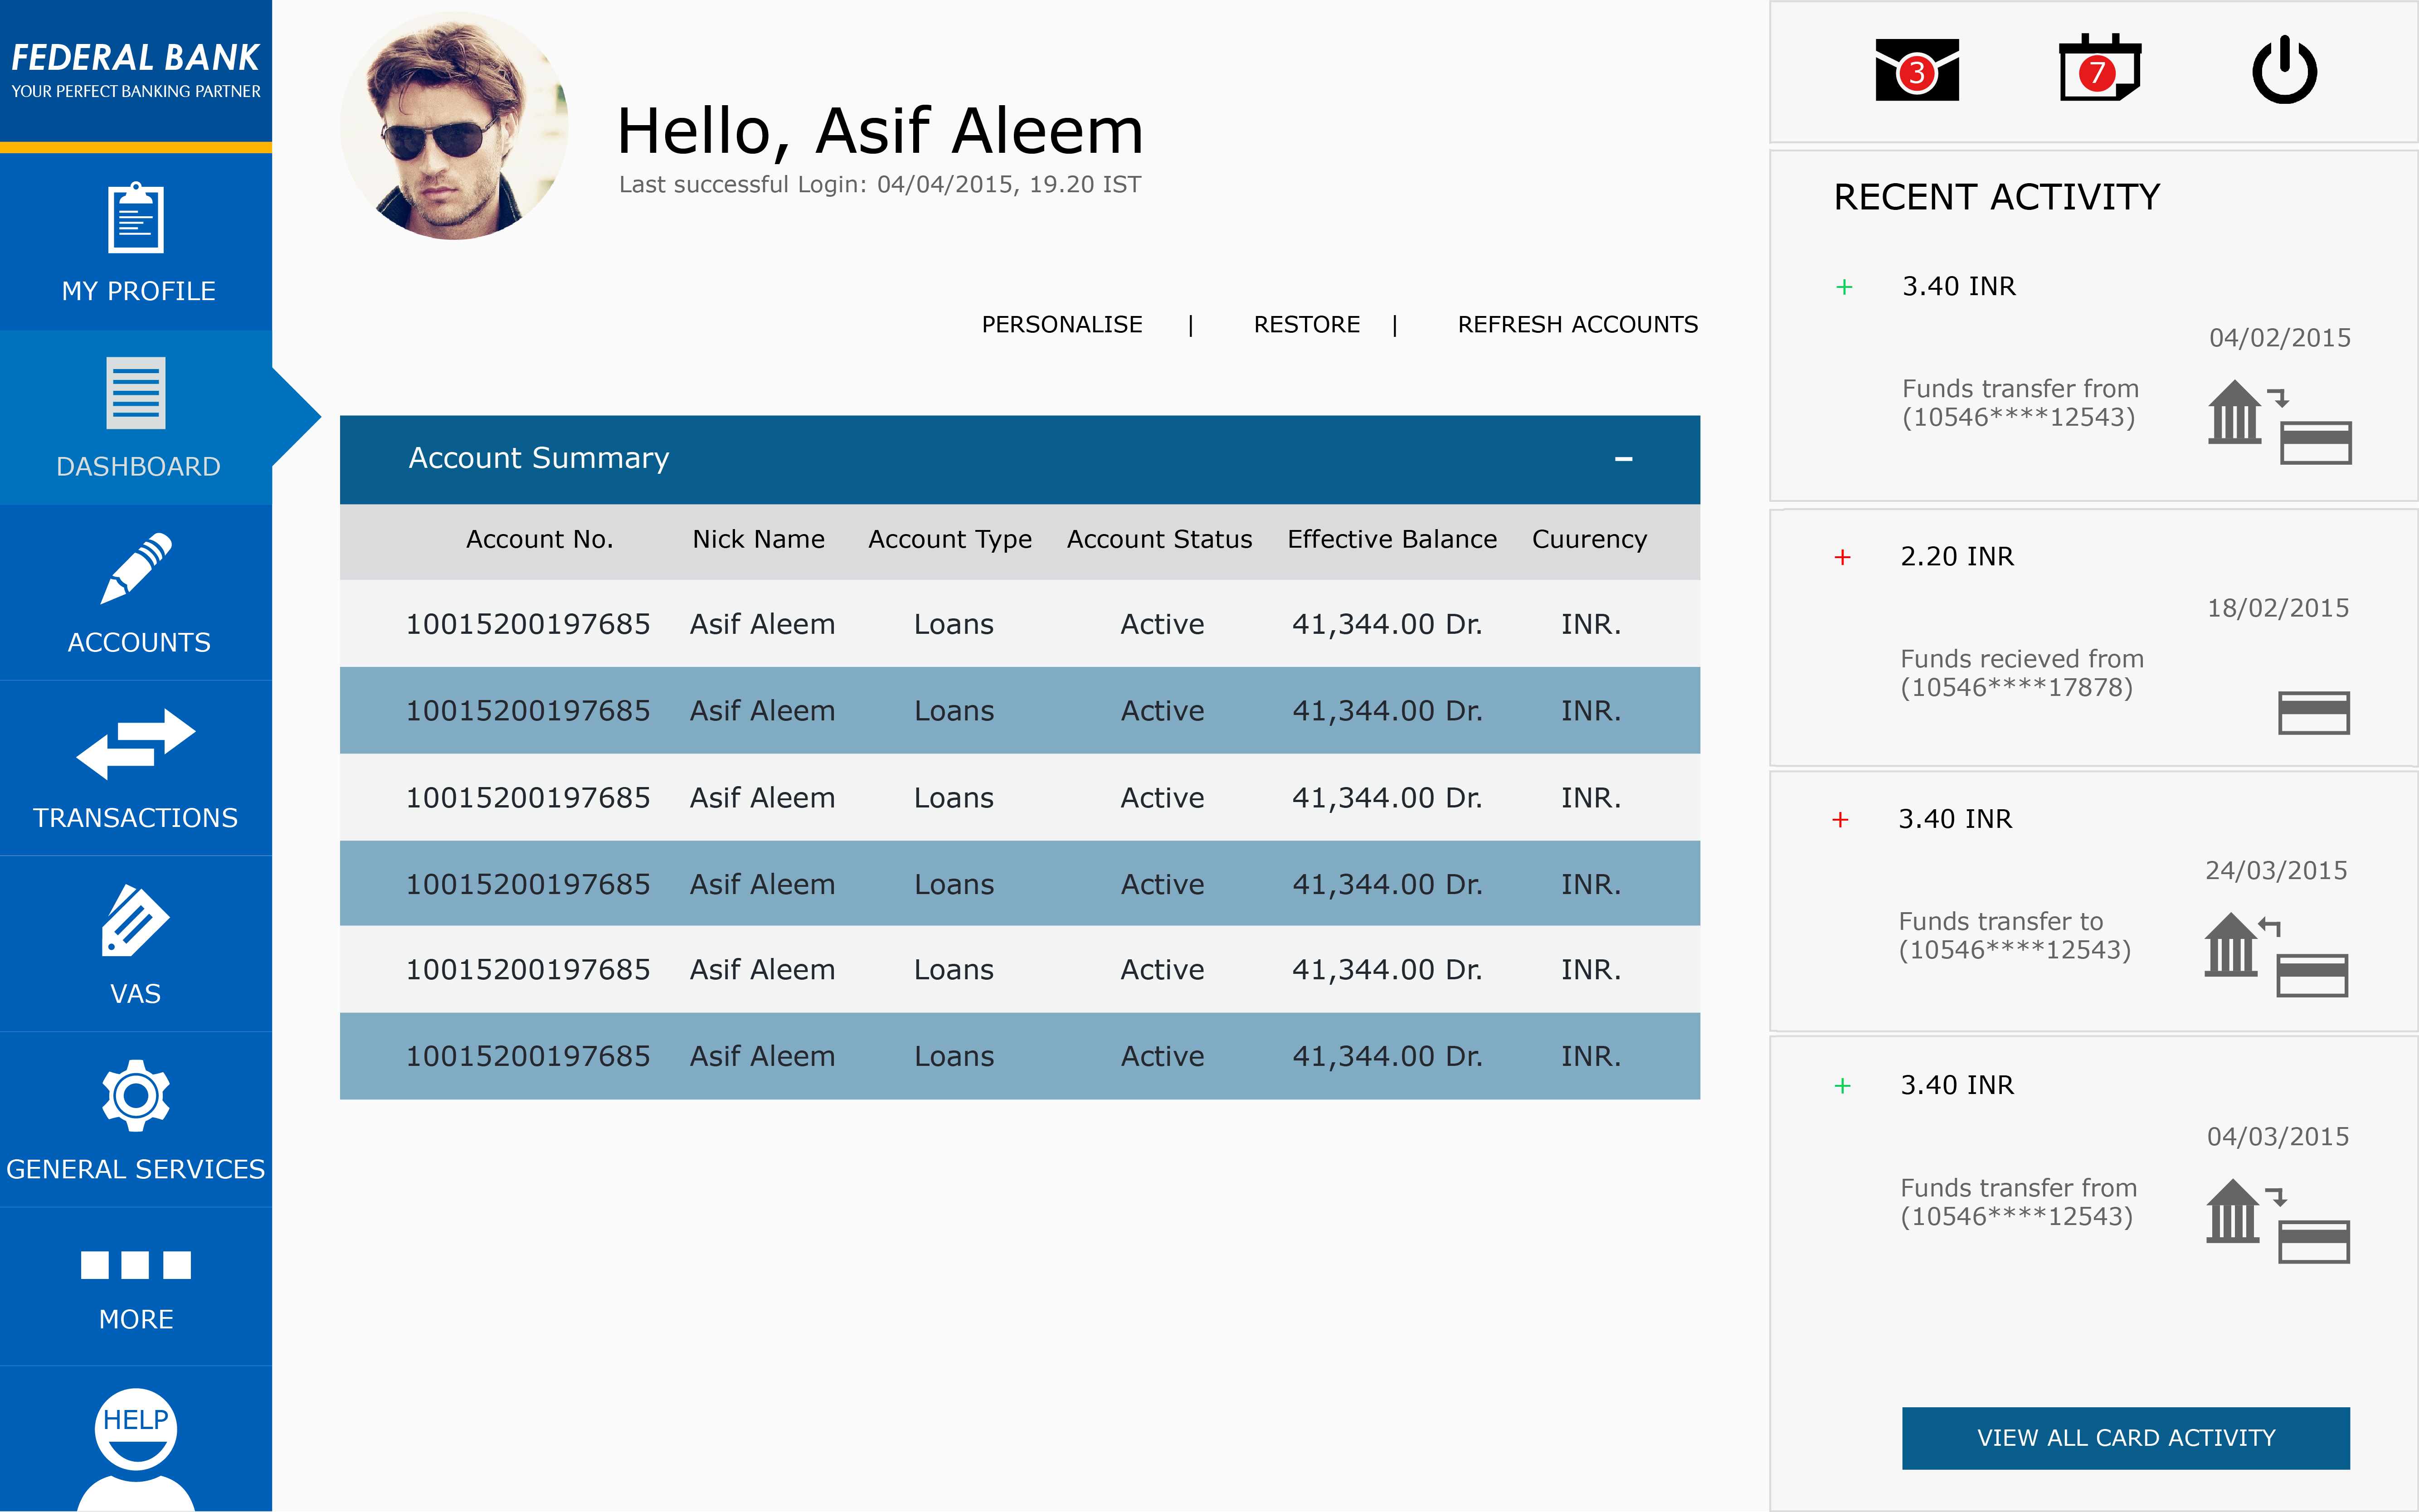 FEDERAL BANK
YOUR PERFECT BANKING PARTNER
MY PROFILE
DASHBOARD
ACCOUNTS
TRANSACTIONS
VAS
GENERAL SERVICES
MORE
HELP
Hello, Asif Aleem
Last successful Login: 04/04/2015, 19.20 IST
PERSONALISE | RESTORE | REFRESH ACCOUNTS
Account Summary –
Account No. Nick Name Account Type Account Status Effective Balance Cuurency
10015200197685 Asif Aleem Loans Active 41,344.00 Dr. INR.
10015200197685 Asif Aleem Loans Active 41,344.00 Dr. INR.
10015200197685 Asif Aleem Loans Active 41,344.00 Dr. INR.
10015200197685 Asif Aleem Loans Active 41,344.00 Dr. INR.
10015200197685 Asif Aleem Loans Active 41,344.00 Dr. INR.
10015200197685 Asif Aleem Loans Active 41,344.00 Dr. INR.
3 7
RECENT ACTIVITY
+ 3.40 INR
04/02/2015
Funds transfer from
(10546****12543)
+ 2.20 INR
18/02/2015
Funds recieved from
(10546****17878)
+ 3.40 INR
24/03/2015
Funds transfer to
(10546****12543)
+ 3.40 INR
04/03/2015
Funds transfer from
(10546****12543)
VIEW ALL CARD ACTIVITY